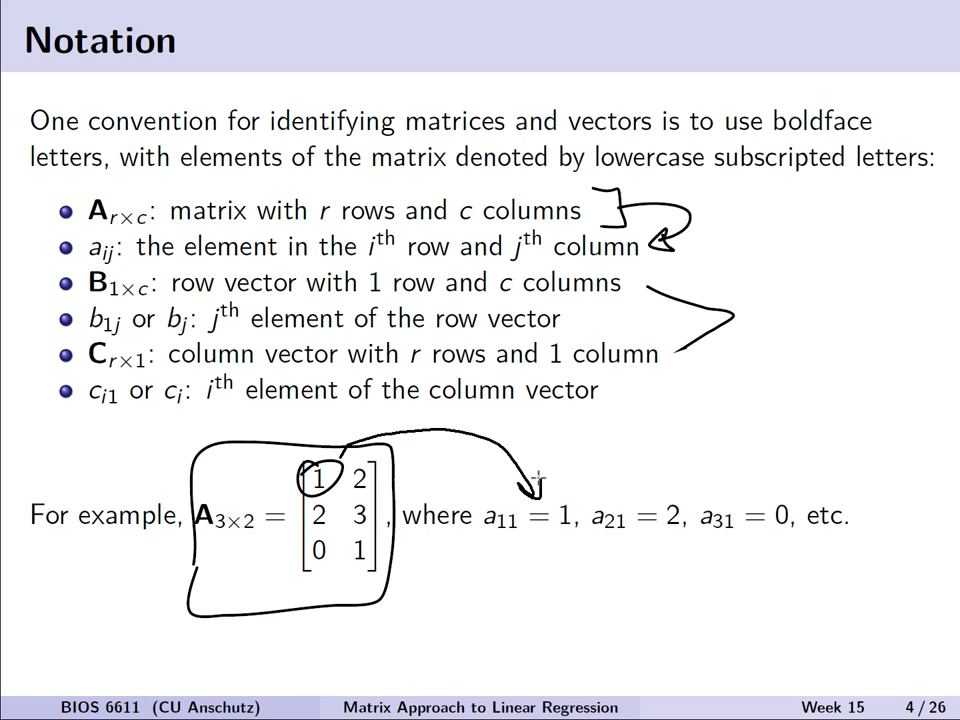 Notation
One convention for identifying matrices and vectors is to use boldface
letters, with elements of the matrix denoted by lowercase subscripted letters:
A_{r×c}: matrix with r rows and c columns
a_{ij}: the element in the i^{th} row and j^{th} column
B_{1×c}: row vector with 1 row and c columns
b_{1j} or b_j: j^{th} element of the row vector
C_{r×1}: column vector with r rows and 1 column
c_{i1} or c_i: i^{th} element of the column vector
1 2
For example, A_{3×2} = [2 3], where a_{11} = 1, a_{21} = 2, a_{31} = 0, etc.
0 1
BIOS 6611 (CU Anschutz) Matrix Approach to Linear Regression Week 15 4 / 26